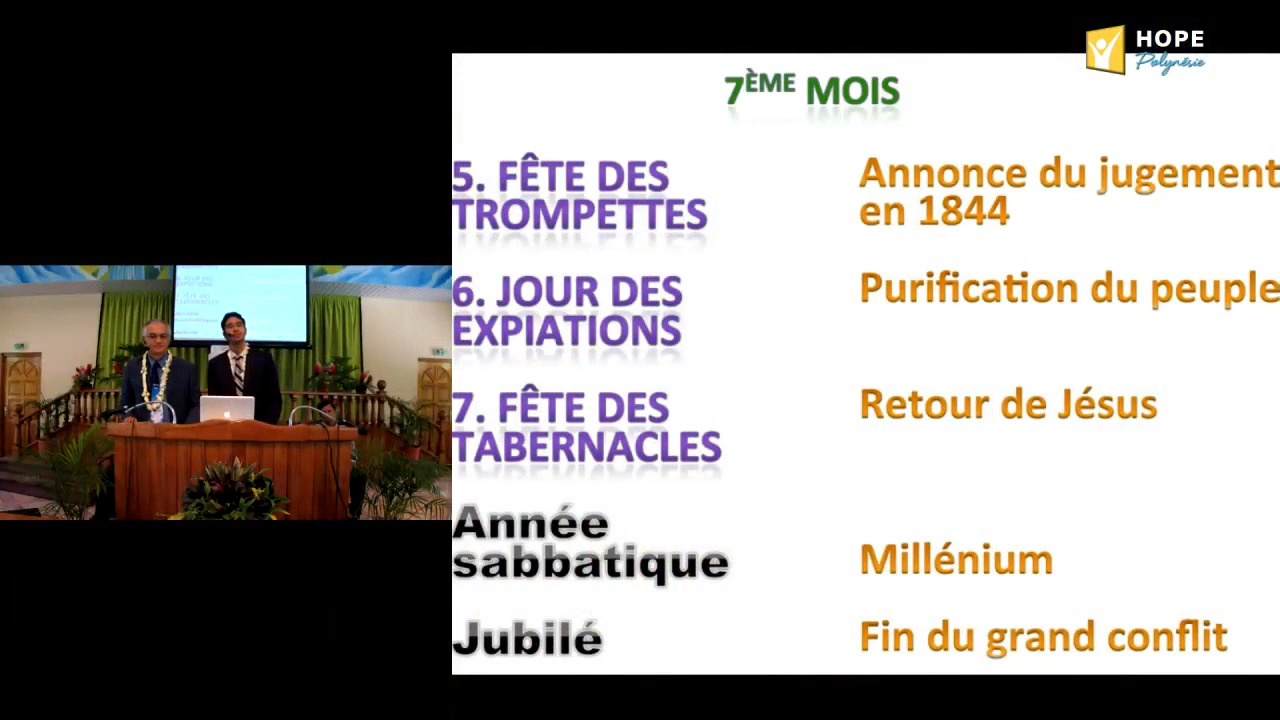 HOPE
Polynésie
7ÈME MOIS
5. FÊTE DES
TROMPETTES
Annonce du jugement
en 1844
6. JOUR DES
EXPIATIONS
Purification du peuple
7. FÊTE DES
TABERNACLES
Retour de Jésus
Année
sabbatique
Millénium
Jubilé
Fin du grand conflit